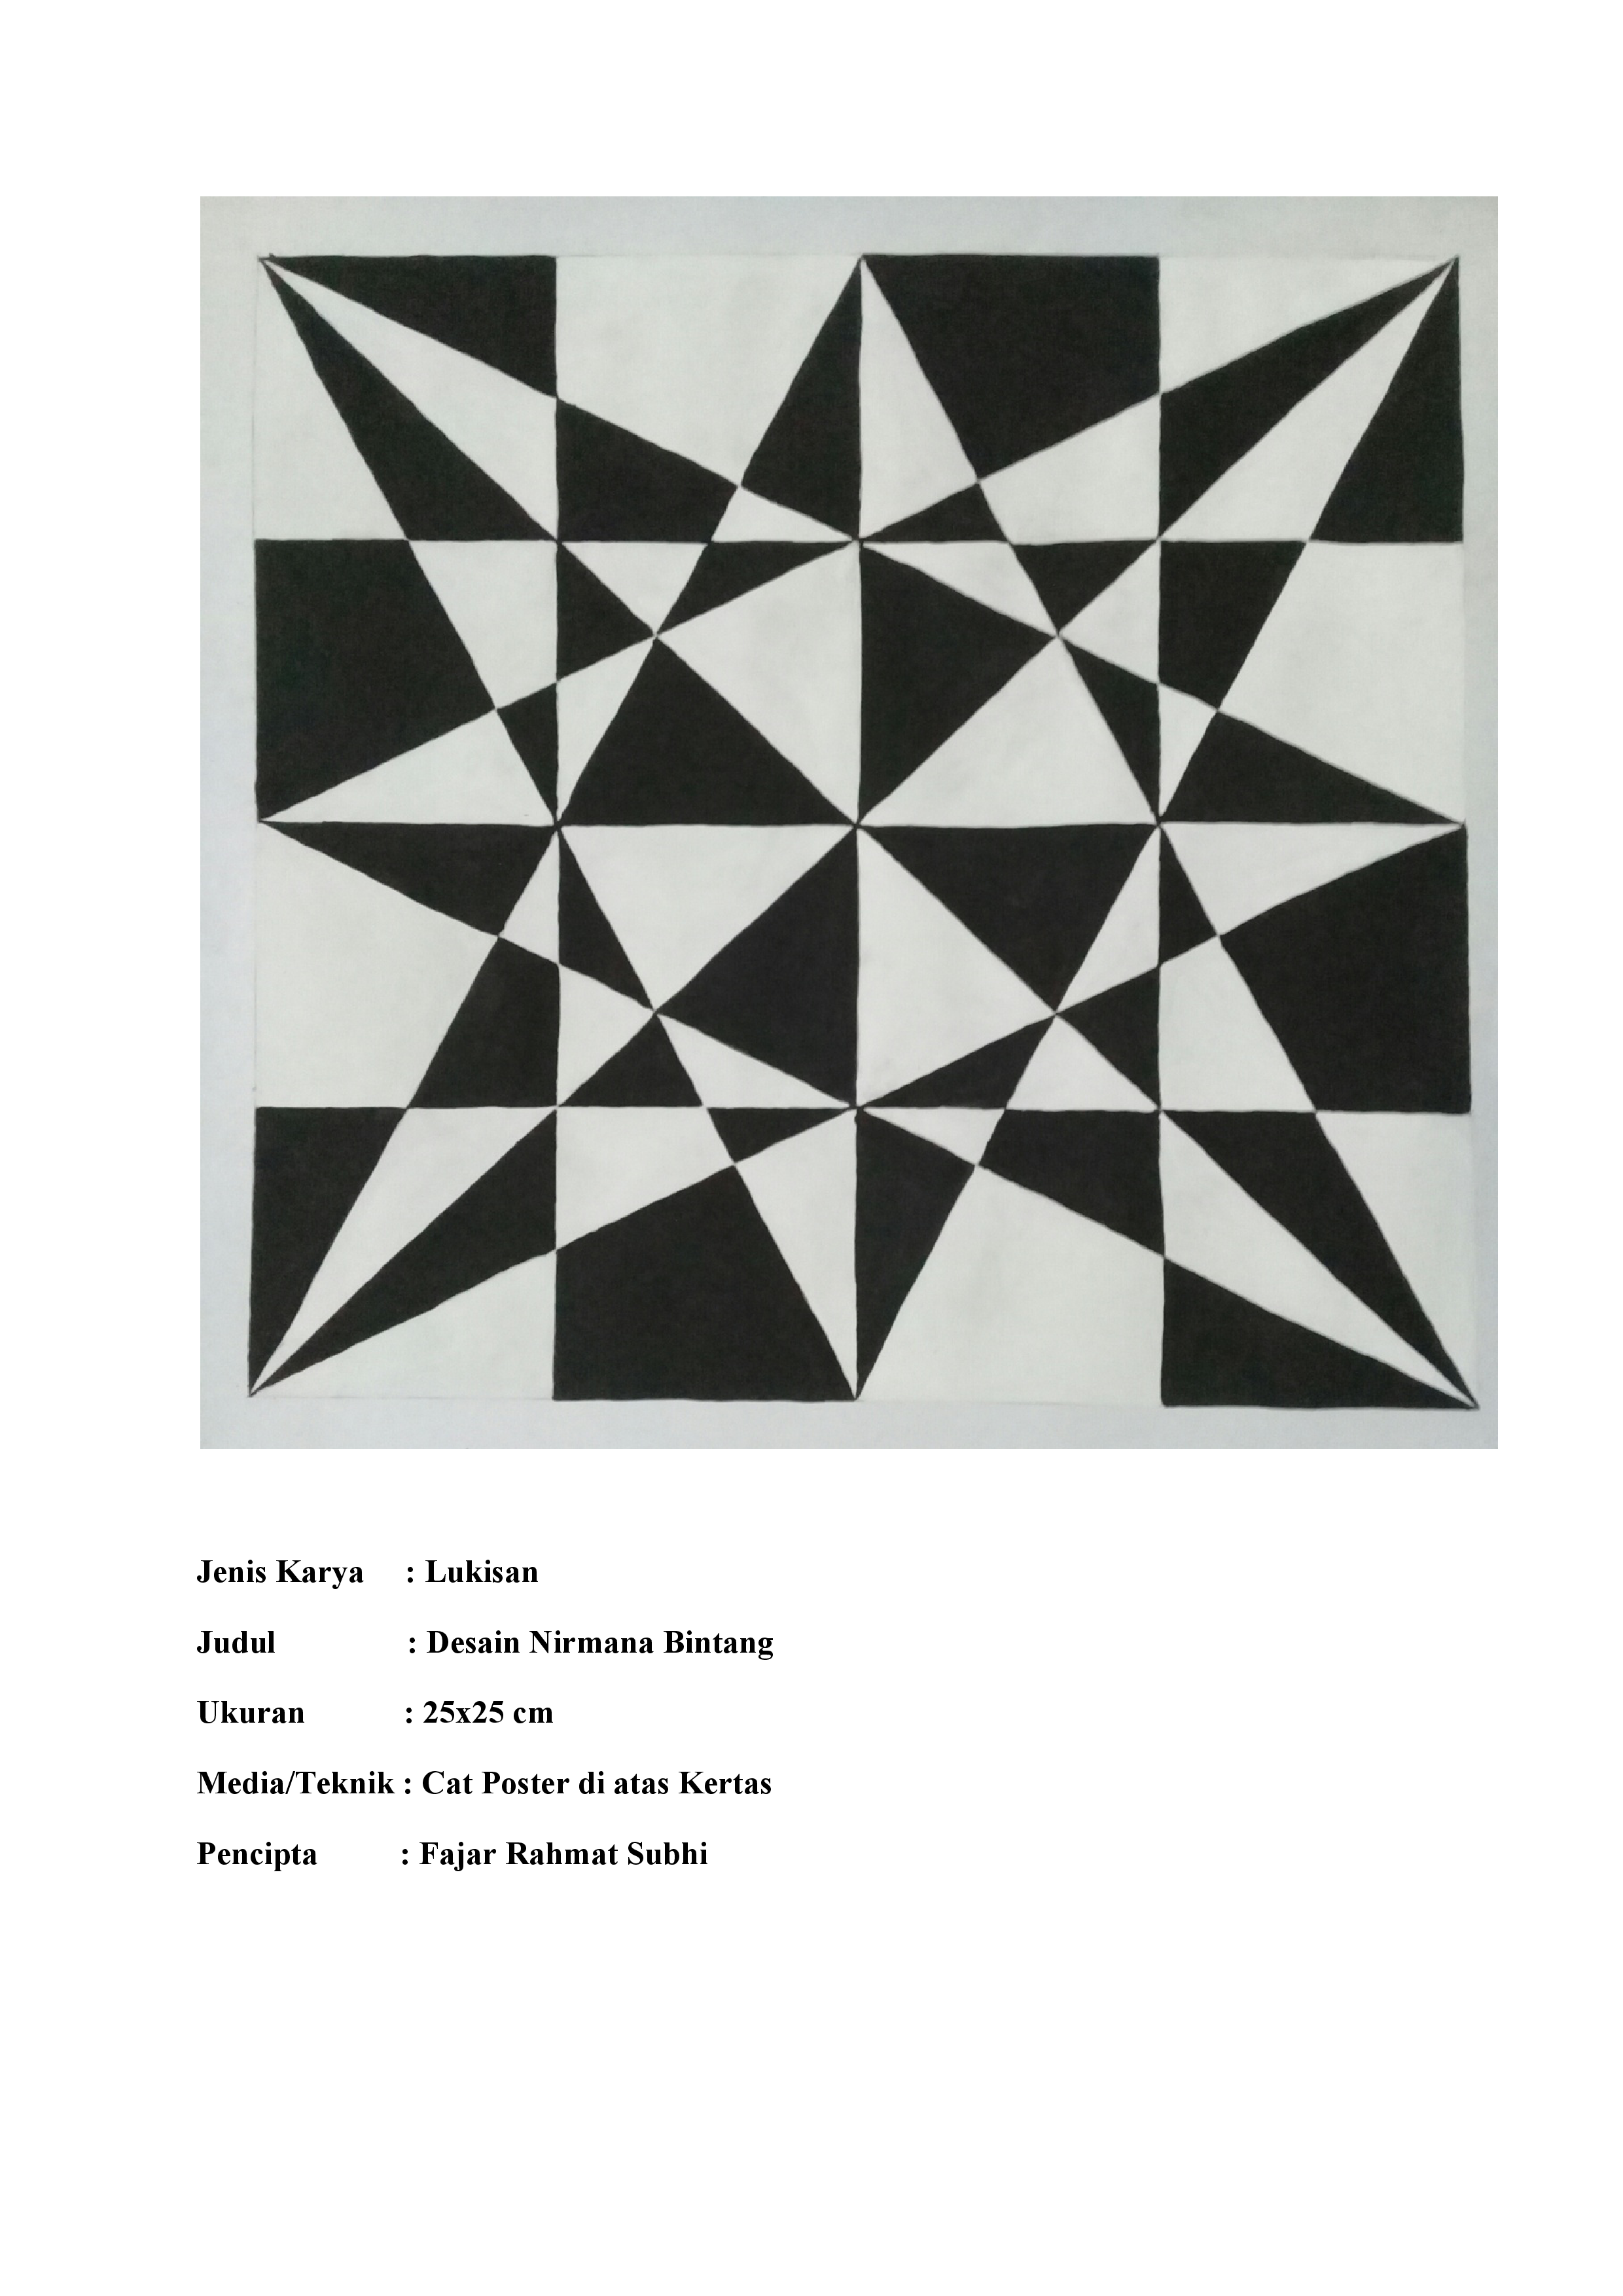 Jenis Karya : Lukisan
Judul : Desain Nirmana Bintang
Ukuran : 25x25 cm
Media/Teknik : Cat Poster di atas Kertas
Pencipta : Fajar Rahmat Subhi